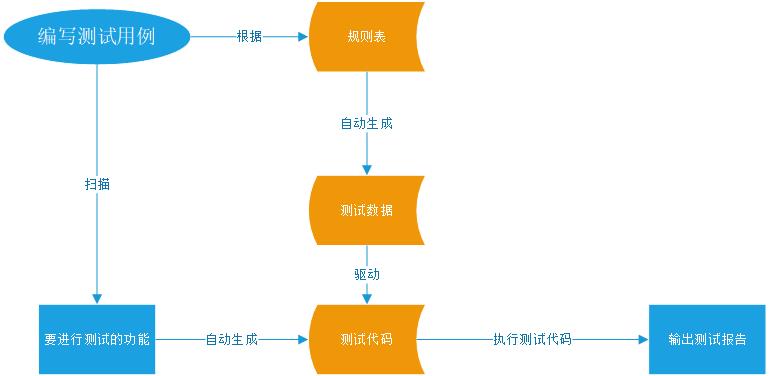 编写测试用例
根据
规则表
自动生成
扫描
测试数据
驱动
要进行测试的功能
自动生成
测试代码
执行测试代码
输出测试报告